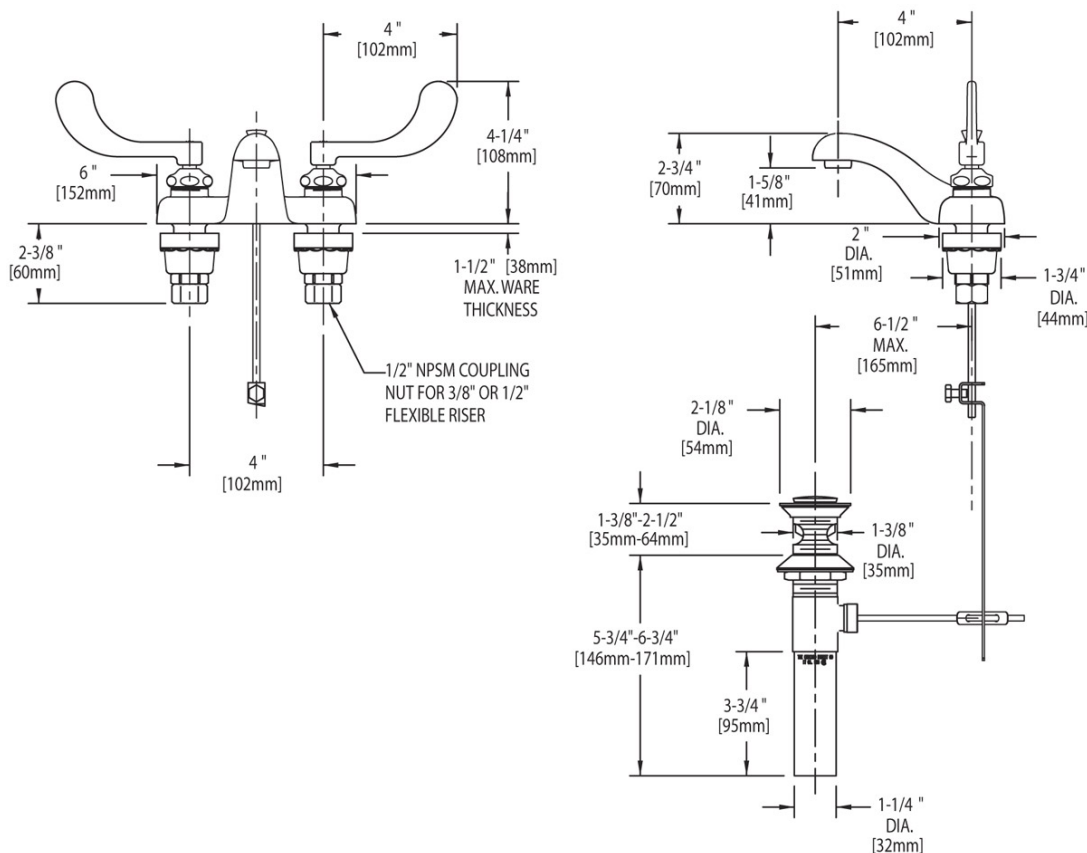 4 "
[102mm]
4-1/4"
[108mm]
6 "
[152mm]
2-3/8 "
[60mm]
1-1/2" [38mm]
MAX. WARE
THICKNESS
1/2" NPSM COUPLING
NUT FOR 3/8" OR 1/2"
FLEXIBLE RISER
4 "
[102mm]
4 "
[102mm]
2-3/4 "
[70mm]
1-5/8"
[41mm]
2 "
DIA.
[51mm]
1-3/4"
DIA.
[44mm]
6-1/2 "
MAX.
[165mm]
2-1/8 "
DIA.
[54mm]
1-3/8"-2-1/2"
[35mm-64mm]
1-3/8"
DIA.
[35mm]
5-3/4"-6-3/4"
[146mm-171mm]
3-3/4"
[95mm]
1-1/4 "
DIA.
[32mm]